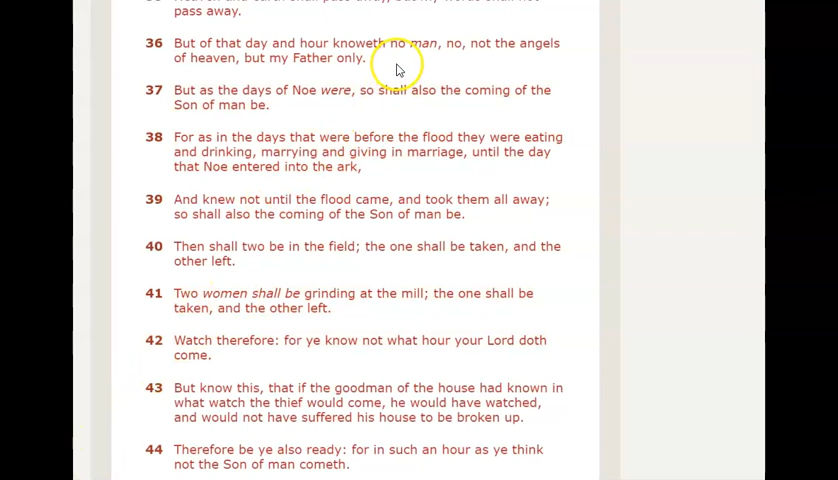 pass away.
36 But of that day and hour knoweth no man, no, not the angels
of heaven, but my Father only.
37 But as the days of Noe were, so shall also the coming of the
Son of man be.
38 For as in the days that were before the flood they were eating
and drinking, marrying and giving in marriage, until the day
that Noe entered into the ark,
39 And knew not until the flood came, and took them all away;
so shall also the coming of the Son of man be.
40 Then shall two be in the field; the one shall be taken, and the
other left.
41 Two women shall be grinding at the mill; the one shall be
taken, and the other left.
42 Watch therefore: for ye know not what hour your Lord doth
come.
43 But know this, that if the goodman of the house had known in
what watch the thief would come, he would have watched,
and would not have suffered his house to be broken up.
44 Therefore be ye also ready: for in such an hour as ye think
not the Son of man cometh.